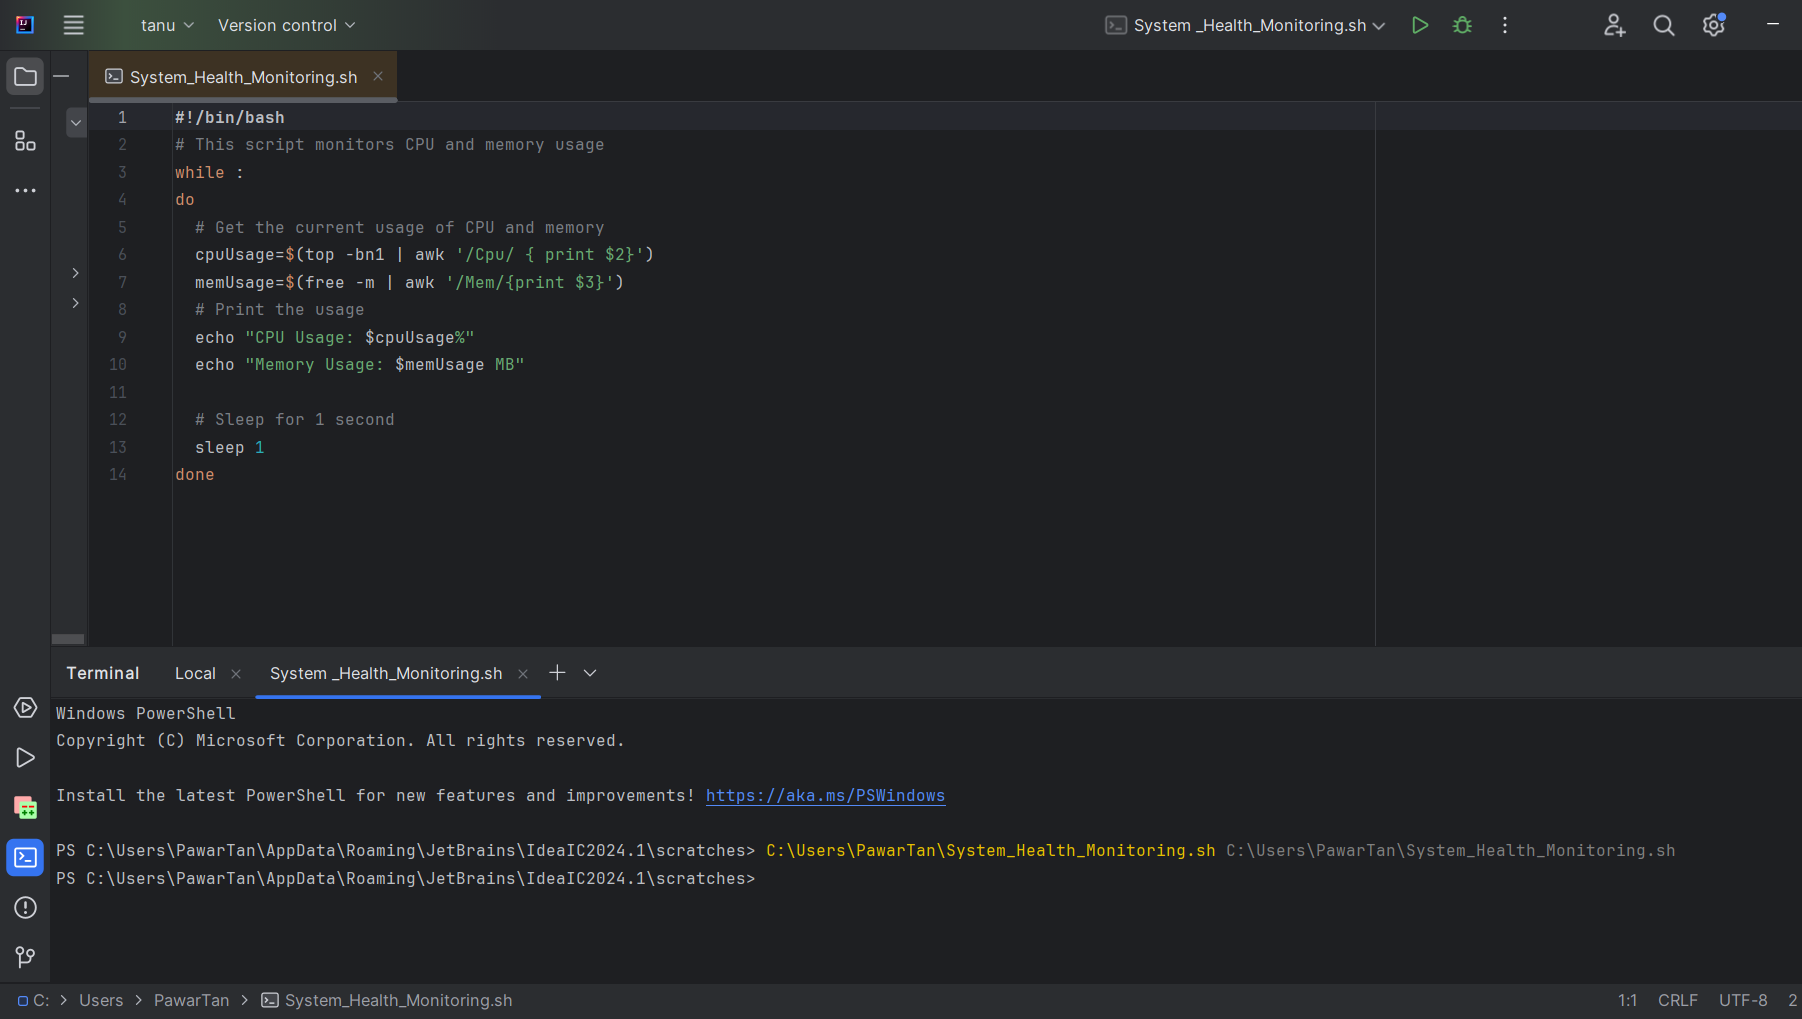 IJ
tanu Version control System _Health_Monitoring.sh
System_Health_Monitoring.sh
1 #!/bin/bash
2 # This script monitors CPU and memory usage
3 while :
4 do
5 # Get the current usage of CPU and memory
6 cpuUsage=$(top -bn1 | awk '/Cpu/ { print $2}')
7 memUsage=$(free -m | awk '/Mem/{print $3}')
8 # Print the usage
9 echo "CPU Usage: $cpuUsage%"
10 echo "Memory Usage: $memUsage MB"
11
12 # Sleep for 1 second
13 sleep 1
14 done
Terminal Local System _Health_Monitoring.sh
Windows PowerShell
Copyright (C) Microsoft Corporation. All rights reserved.
Install the latest PowerShell for new features and improvements! https://aka.ms/PSWindows
PS C:\Users\PawarTan\AppData\Roaming\JetBrains\IdeaIC2024.1\scratches> C:\Users\PawarTan\System_Health_Monitoring.sh C:\Users\PawarTan\System_Health_Monitoring.sh
PS C:\Users\PawarTan\AppData\Roaming\JetBrains\IdeaIC2024.1\scratches>
C: > Users > PawarTan > System_Health_Monitoring.sh 1:1 CRLF UTF-8 2